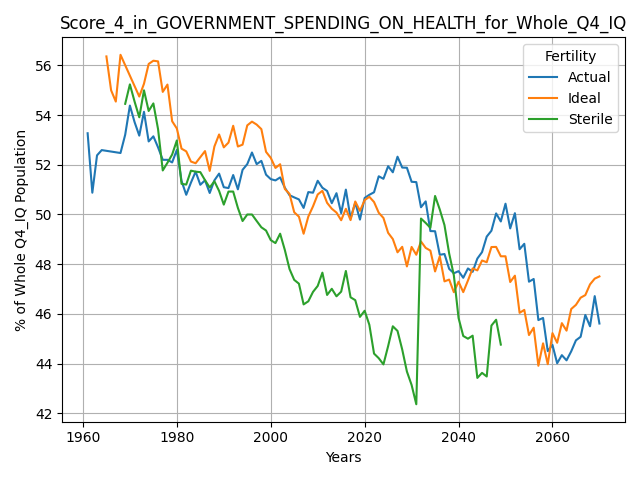 Score_4_in_GOVERNMENT_SPENDING_ON_HEALTH_for_Whole_Q4_IQ
Fertility
Actual
Ideal
Sterile
% of Whole Q4_IQ Population
56
54
52
50
48
46
44
42
1960
1980
2000
2020
2040
2060
Years